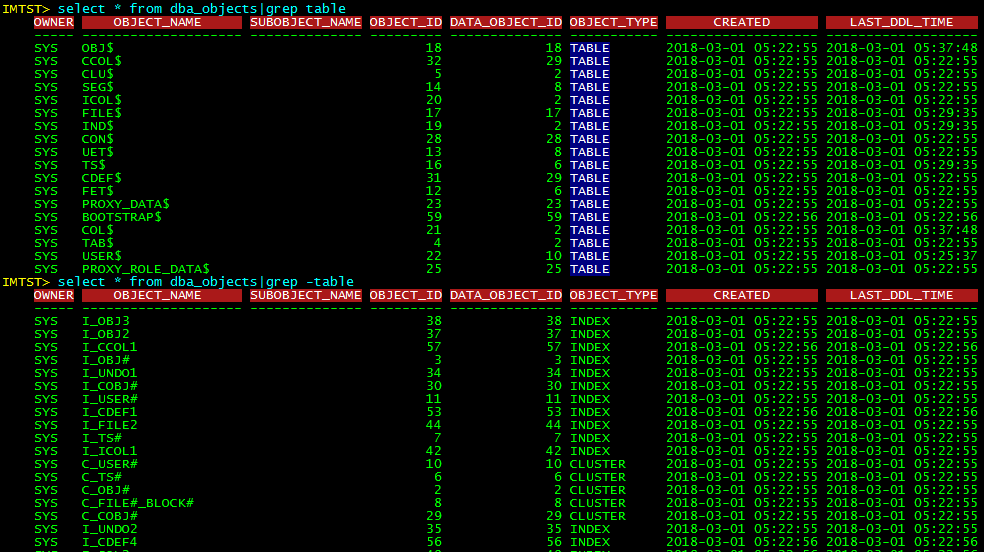 IMTST> select * from dba_objects|grep table
OWNER OBJECT_NAME SUBOBJECT_NAME OBJECT_ID DATA_OBJECT_ID OBJECT_TYPE CREATED LAST_DDL_TIME
SYS OBJ$ 18 18 TABLE 2018-03-01 05:22:55 2018-03-01 05:37:48
SYS CCOL$ 32 29 TABLE 2018-03-01 05:22:55 2018-03-01 05:22:55
SYS CLU$ 5 2 TABLE 2018-03-01 05:22:55 2018-03-01 05:22:55
SYS SEG$ 14 8 TABLE 2018-03-01 05:22:55 2018-03-01 05:22:55
SYS ICOL$ 20 2 TABLE 2018-03-01 05:22:55 2018-03-01 05:22:55
SYS FILE$ 17 17 TABLE 2018-03-01 05:22:55 2018-03-01 05:29:35
SYS IND$ 19 2 TABLE 2018-03-01 05:22:55 2018-03-01 05:29:35
SYS CON$ 28 28 TABLE 2018-03-01 05:22:55 2018-03-01 05:22:55
SYS UET$ 13 8 TABLE 2018-03-01 05:22:55 2018-03-01 05:22:55
SYS TS$ 16 6 TABLE 2018-03-01 05:22:55 2018-03-01 05:29:35
SYS CDEF$ 31 29 TABLE 2018-03-01 05:22:55 2018-03-01 05:22:55
SYS FET$ 12 6 TABLE 2018-03-01 05:22:55 2018-03-01 05:22:55
SYS PROXY_DATA$ 23 23 TABLE 2018-03-01 05:22:55 2018-03-01 05:22:55
SYS BOOTSTRAP$ 59 59 TABLE 2018-03-01 05:22:56 2018-03-01 05:22:56
SYS COL$ 21 2 TABLE 2018-03-01 05:22:55 2018-03-01 05:37:48
SYS TAB$ 4 2 TABLE 2018-03-01 05:22:55 2018-03-01 05:22:55
SYS USER$ 22 10 TABLE 2018-03-01 05:22:55 2018-03-01 05:25:37
SYS PROXY_ROLE_DATA$ 25 25 TABLE 2018-03-01 05:22:55 2018-03-01 05:22:55
IMTST> select * from dba_objects|grep -table
OWNER OBJECT_NAME SUBOBJECT_NAME OBJECT_ID DATA_OBJECT_ID OBJECT_TYPE CREATED LAST_DDL_TIME
SYS I_OBJ3 38 38 INDEX 2018-03-01 05:22:55 2018-03-01 05:22:55
SYS I_OBJ2 37 37 INDEX 2018-03-01 05:22:55 2018-03-01 05:22:55
SYS I_CCOL1 57 57 INDEX 2018-03-01 05:22:56 2018-03-01 05:22:56
SYS I_OBJ# 3 3 INDEX 2018-03-01 05:22:55 2018-03-01 05:22:55
SYS I_UNDO1 34 34 INDEX 2018-03-01 05:22:55 2018-03-01 05:22:55
SYS I_COBJ# 30 30 INDEX 2018-03-01 05:22:55 2018-03-01 05:22:55
SYS I_USER# 11 11 INDEX 2018-03-01 05:22:55 2018-03-01 05:22:55
SYS I_CDEF1 53 53 INDEX 2018-03-01 05:22:56 2018-03-01 05:22:56
SYS I_FILE2 44 44 INDEX 2018-03-01 05:22:55 2018-03-01 05:22:55
SYS I_TS# 7 7 INDEX 2018-03-01 05:22:55 2018-03-01 05:22:55
SYS I_ICOL1 42 42 INDEX 2018-03-01 05:22:55 2018-03-01 05:22:55
SYS C_USER# 10 10 CLUSTER 2018-03-01 05:22:55 2018-03-01 05:22:55
SYS C_TS# 6 6 CLUSTER 2018-03-01 05:22:55 2018-03-01 05:22:55
SYS C_OBJ# 2 2 CLUSTER 2018-03-01 05:22:55 2018-03-01 05:22:55
SYS C_FILE#_BLOCK# 8 8 CLUSTER 2018-03-01 05:22:55 2018-03-01 05:22:55
SYS C_COBJ# 29 29 CLUSTER 2018-03-01 05:22:55 2018-03-01 05:22:55
SYS I_UNDO2 35 35 INDEX 2018-03-01 05:22:55 2018-03-01 05:22:55
SYS I_CDEF4 56 56 INDEX 2018-03-01 05:22:56 2018-03-01 05:22:56